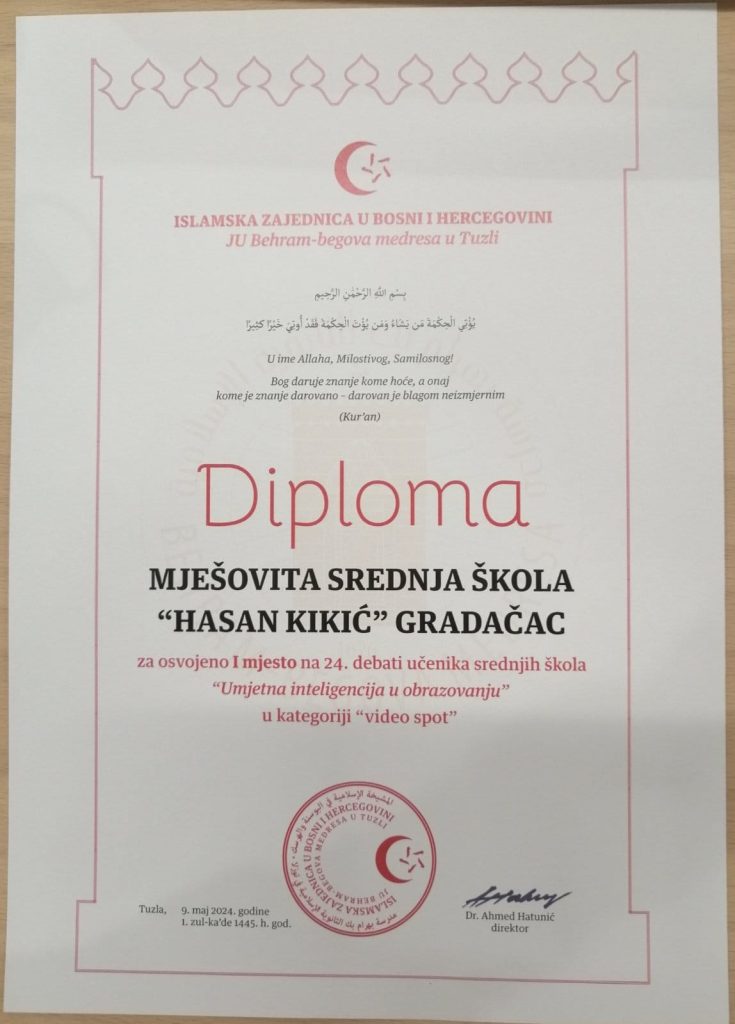 ISLAMSKA ZAJEDNICA U BOSNI I HERCEGOVINI
JU Behram-begova medresa u Tuzli
بِسْمِ اللَّهِ الرَّحْمَٰنِ الرَّحِيمِ
يُؤْتِي الْحِكْمَةَ مَن يَشَاءُ وَمَن يُؤْتَ الْحِكْمَةَ فَقَدْ أُوتِيَ خَيْرًا كَثِيرًا
U ime Allaha, Milostivog, Samilosnog!
Bog daruje znanje kome hoće, a onaj
kome je znanje darovano – darovan je blagom neizmjernim
(Kur’an)
Diploma
MJEŠOVITA SREDNJA ŠKOLA
“HASAN KIKIĆ” GRADAČAC
za osvojeno I mjesto na 24. debati učenika srednjih škola
“Umjetna inteligencija u obrazovanju”
u kategoriji “video spot”
ISLAMSKA ZAJEDNICA U BOSNI I HERCEGOVINI
JU BEHRAM-BEGOVA MEDRESA U TUZLI
Tuzla, 9. maj 2024. godine
1. zul-ka’de 1445. h. god.
Dr. Ahmed Hatunić
direktor